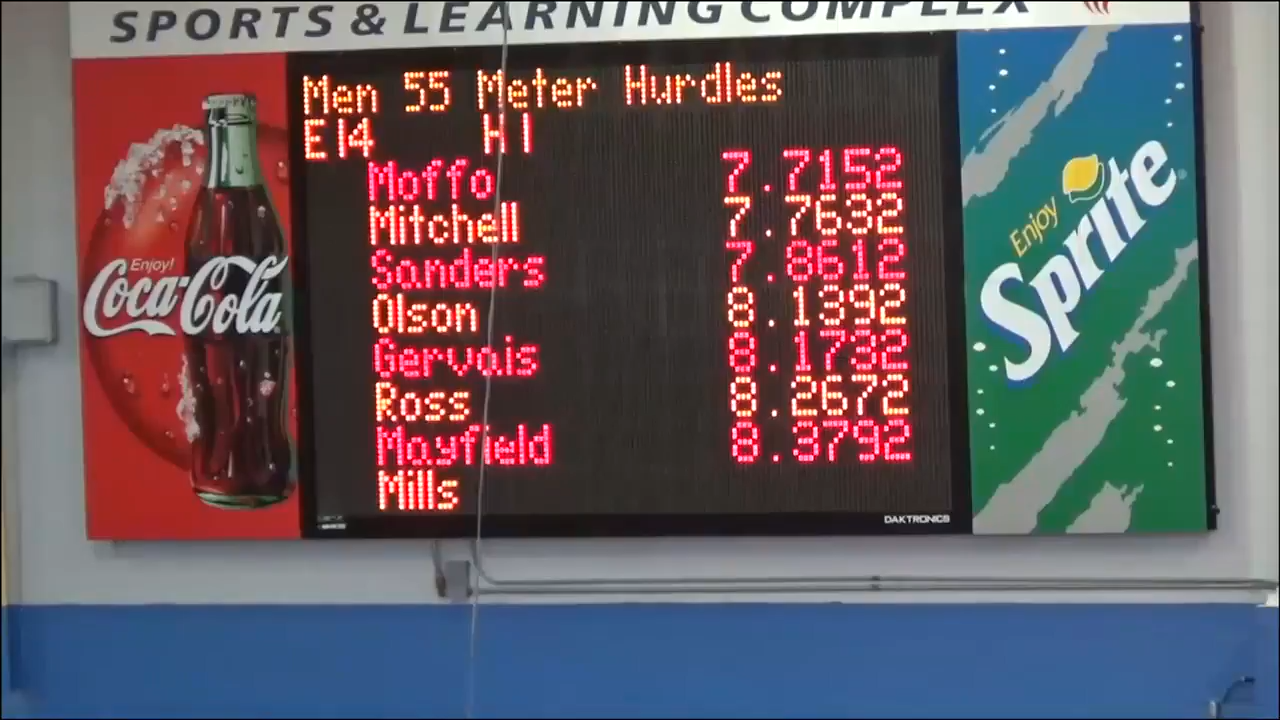 SPORTS & LEARNING COMPLEX
Men 55 Meter Hurdles
E14 H1
Moffo 7.7152
Mitchell 7.7632
Sanders 7.8612
Olson 8.1392
Gervais 8.1732
Ross 8.2672
Mayfield 8.3792
Mills
Enjoy!
Coca-Cola
Enjoy
Sprite
DAKTRONICS